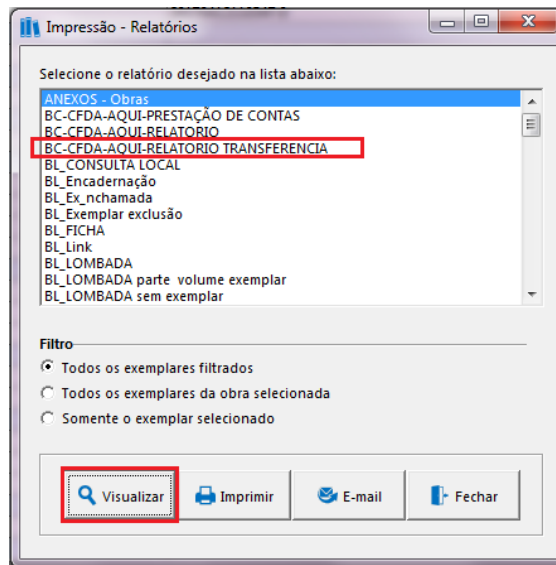 Impressão - Relatórios
Selecione o relatório desejado na lista abaixo:
ANEXOS - Obras
BC-CFDA-AQUI-PRESTAÇÃO DE CONTAS
BC-CFDA-AQUI-RELATORIO
BC-CFDA-AQUI-RELATORIO TRANSFERENCIA
BL_CONSULTA LOCAL
BL_Encadernação
BL_Ex_nchamada
BL_Exemplar exclusão
BL_FICHA
BL_Link
BL_LOMBADA
BL_LOMBADA parte volume exemplar
BL_LOMBADA sem exemplar
Filtro
Todos os exemplares filtrados
Todos os exemplares da obra selecionada
Somente o exemplar selecionado
Visualizar Imprimir E-mail Fechar